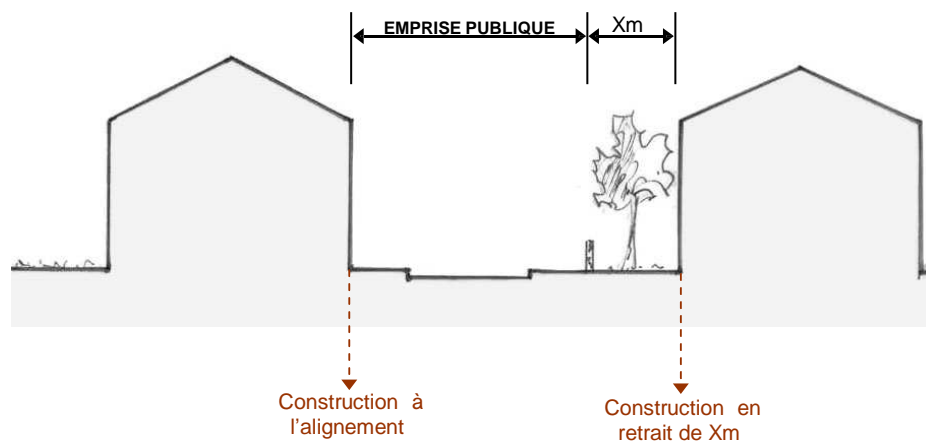 EMPRISE PUBLIQUE
Xm
Construction à
l'alignement
Construction en
retrait de Xm